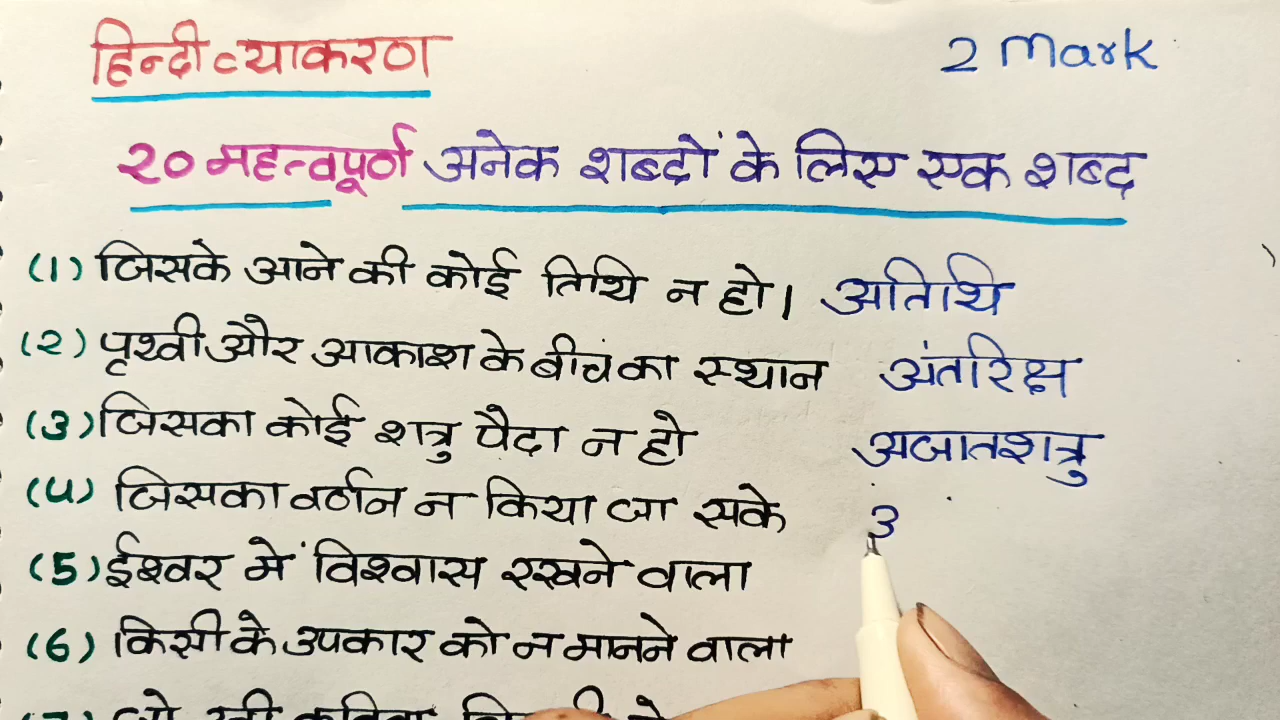 हिन्दी व्याकरण 2 Mark
२० महत्वपूर्ण अनेक शब्दों के लिए एक शब्द
(1) जिसके आने की कोई तिथि न हो। अतिथि
(2) पृथ्वी और आकाश के बीच का स्थान अंतरिक्ष
(3) जिसका कोई शत्रु पैदा न हो अजातशत्रु
(4) जिसका वर्णन न किया जा सके
(5) ईश्वर में विश्वास रखने वाला
(6) किसी के उपकार को न मानने वाला